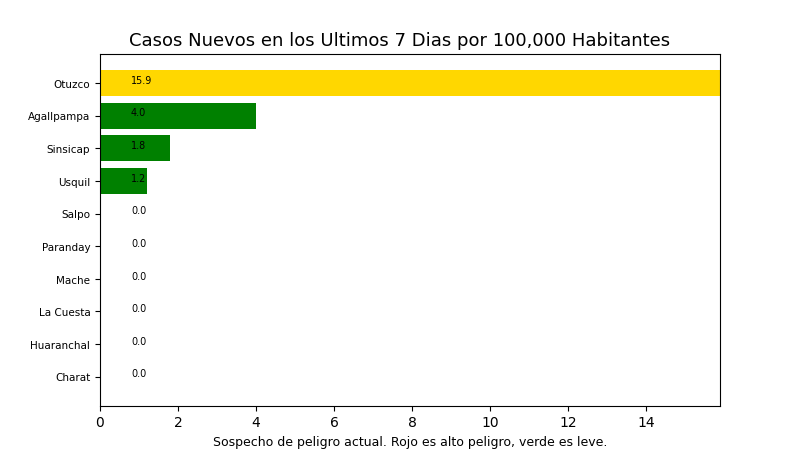 Casos Nuevos en los Ultimos 7 Dias por 100,000 Habitantes
Otuzco 15.9
Agallpampa 4.0
Sinsicap 1.8
Usquil 1.2
Salpo 0.0
Paranday 0.0
Mache 0.0
La Cuesta 0.0
Huaranchal 0.0
Charat 0.0
0 2 4 6 8 10 12 14
Sospecho de peligro actual. Rojo es alto peligro, verde es leve.